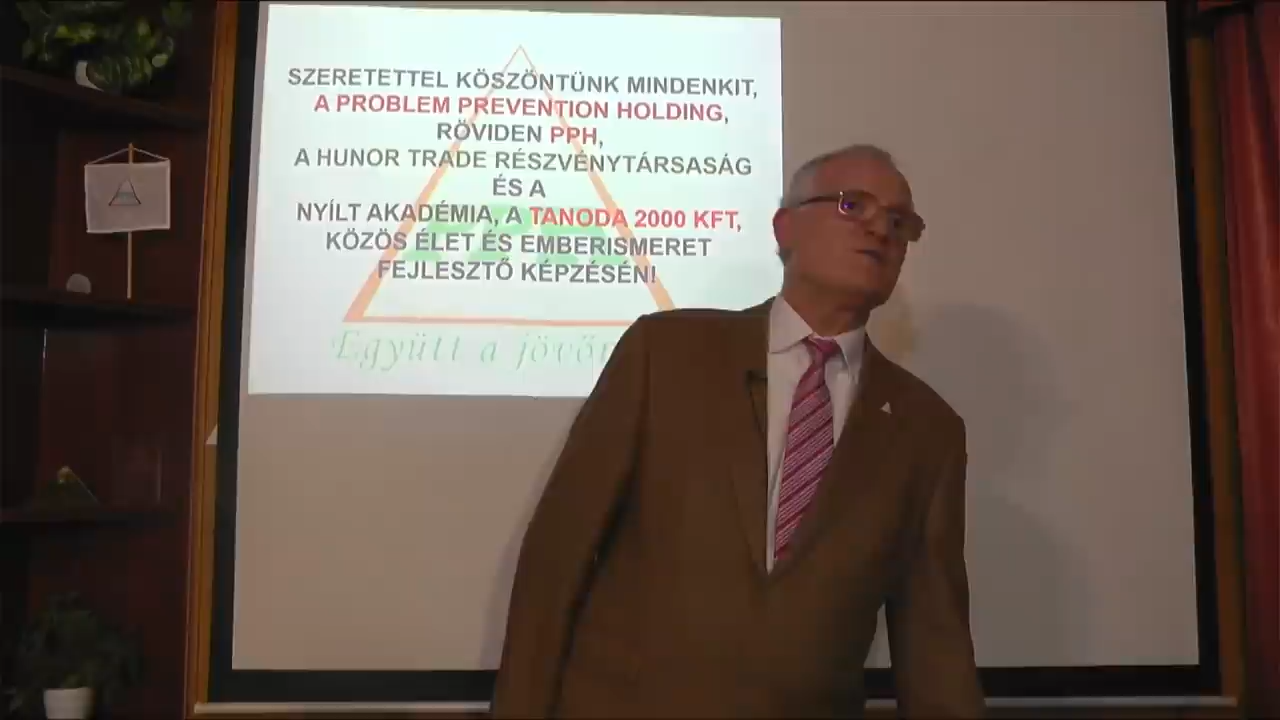 SZERETETTEL KÖSZÖNTÜNK MINDENKIT,
A PROBLEM PREVENTION HOLDING,
RÖVIDEN PPH,
A HUNOR TRADE RÉSZVÉNYTÁRSASÁG
ÉS A
NYÍLT AKADÉMIA, A TANODA 2000 KFT,
KÖZÖS ÉLET ÉS EMBERISMERET
FEJLESZTŐ KÉPZÉSÉN!
Együtt a